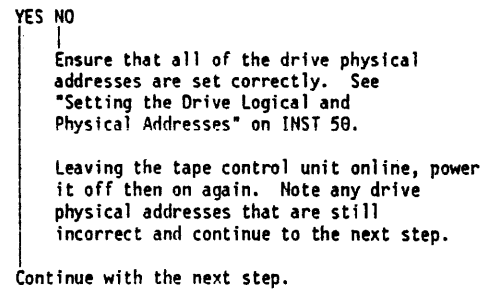 YES NO
Ensure that all of the drive physical
addresses are set correctly. See
"Setting the Drive Logical and
Physical Addresses" on INST 50.
Leaving the tape control unit online, power
it off then on again. Note any drive
physical addresses that are still
incorrect and continue to the next step.
Continue with the next step.